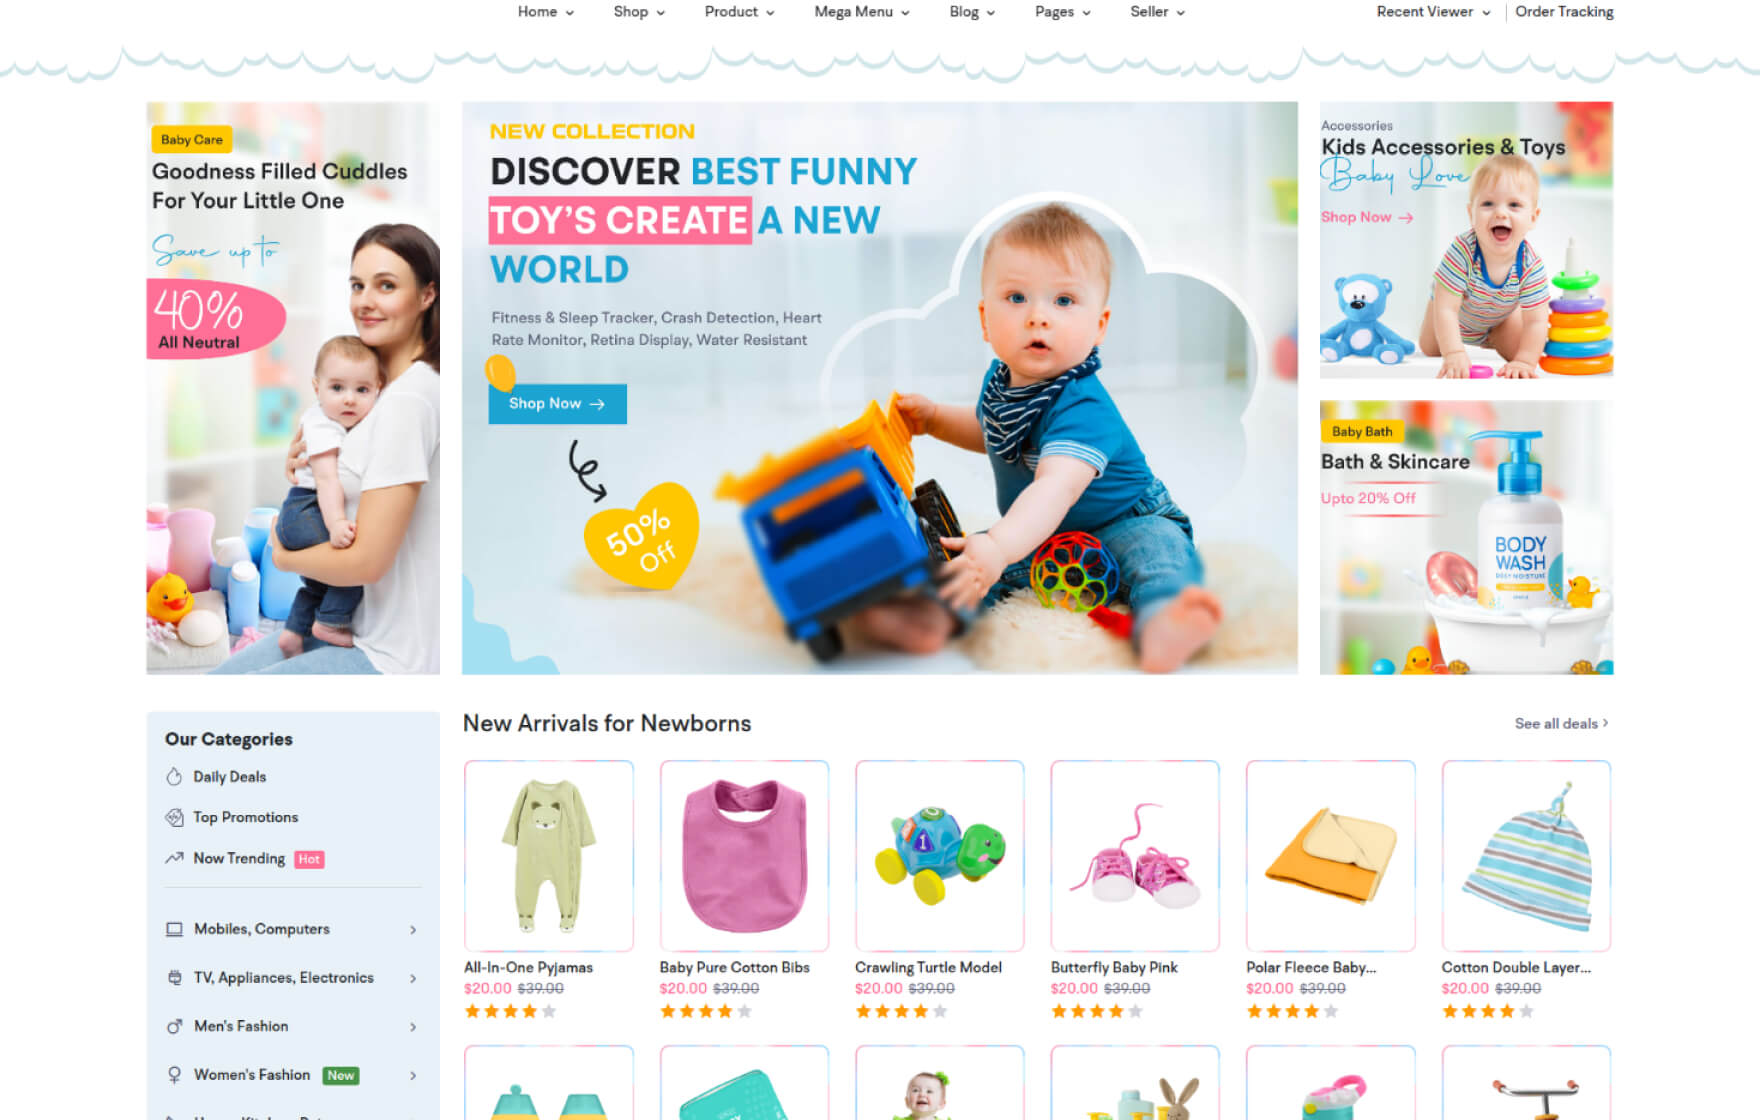 Home
Shop
Product
Mega Menu
Blog
Pages
Seller
Recent Viewer
Order Tracking
Baby Care
Goodness Filled Cuddles
For Your Little One
Save up to
40%
All Neutral
NEW COLLECTION
DISCOVER BEST FUNNY
TOY'S CREATE A NEW
WORLD
Fitness & Sleep Tracker, Crash Detection, Heart
Rate Monitor, Retina Display, Water Resistant
Shop Now
50%
Off
Accessories
Kids Accessories & Toys
Baby Love
Shop Now
Baby Bath
Bath & Skincare
Upto 20% Off
BODY
WASH
Our Categories
Daily Deals
Top Promotions
Now Trending Hot
Mobiles, Computers
TV, Appliances, Electronics
Men's Fashion
Women's Fashion New
New Arrivals for Newborns
See all deals
All-In-One Pyjamas
$20.00 $39.00
Baby Pure Cotton Bibs
$20.00 $39.00
Crawling Turtle Model
$20.00 $39.00
Butterfly Baby Pink
$20.00 $39.00
Polar Fleece Baby...
$20.00 $39.00
Cotton Double Layer...
$20.00 $39.00